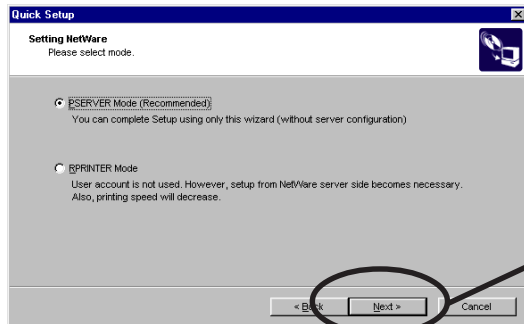 Quick Setup
Setting NetWare
Please select mode.
PSERVER Mode (Recommended)
You can complete Setup using only this wizard (without server configuration)
RPRINTER Mode
User account is not used. However, setup from NetWare server side becomes necessary.
Also, printing speed will decrease.
< Back Next > Cancel